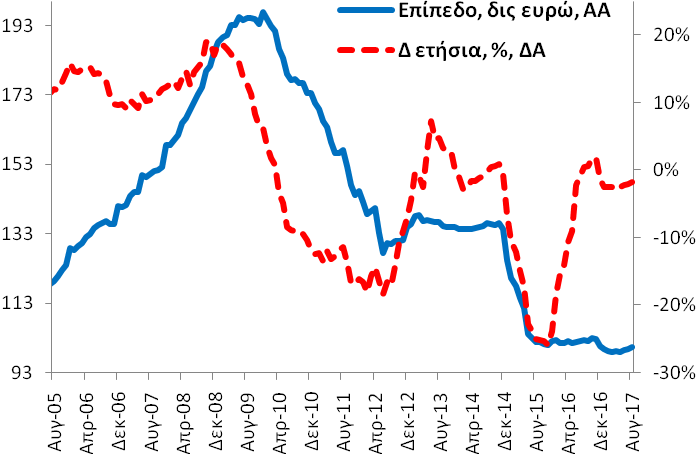 Επίπεδο, δις ευρώ, ΑΑ
Δ ετήσια, %, ΔΑ
193
173
153
133
113
93
20%
10%
0%
-10%
-20%
-30%
Αυγ-05
Απρ-06
Δεκ-06
Αυγ-07
Απρ-08
Δεκ-08
Αυγ-09
Απρ-10
Δεκ-10
Αυγ-11
Απρ-12
Δεκ-12
Αυγ-13
Απρ-14
Δεκ-14
Αυγ-15
Απρ-16
Δεκ-16
Αυγ-17